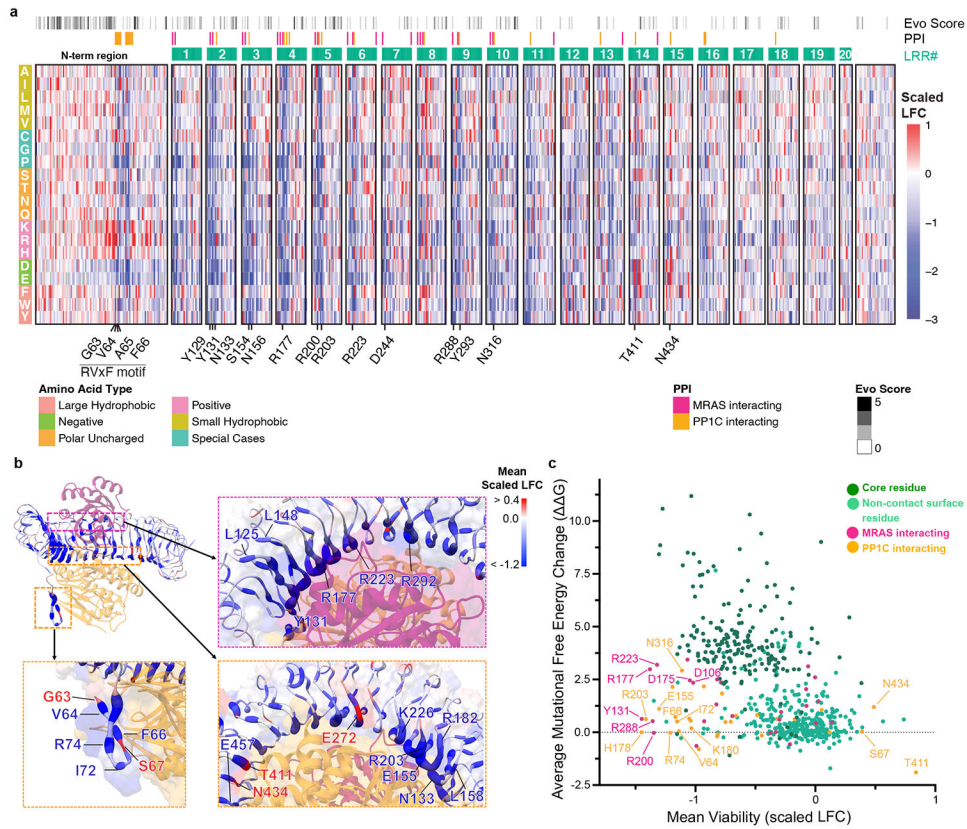 a
Evo Score
PPI
LRR#
N-term region
1 2 3 4 5 6 7 8 9 10 11 12 13 14 15 16 17 18 19 20
A
I
L
M
V
C
G
P
S
T
N
Q
K
R
H
D
E
F
W
Y
Scaled
LFC
1
0
−1
−2
−3
G63 V64 A65 F66 Y129 Y131 N133 S154 N156 R177 R200 R203 R223 D244 R288 Y293 N316 T411 N434
RVxF motif
Amino Acid Type
Large Hydrophobic
Negative
Polar Uncharged
Positive
Small Hydrophobic
Special Cases
PPI
MRAS interacting
PP1C interacting
Evo Score
5
0
b
Mean
Scaled LFC
> 0.4
0.0
< -1.2
L148
L125
R223
R292
R177
Y131
G63
V64
R74
F66
I72
S67
K226
R182
E272
E457
R203
T411
E155
N434
N133
L158
c
Core residue
Non-contact surface
residue
MRAS interacting
PP1C interacting
Average Mutational Free Energy Change (ΔΔG)
10.0
7.5
5.0
2.5
0.0
-2.5
N316
R223
R177
D175
D106
R203
E155
N434
F66
I72
Y131
R288
H178
R74
K180
S67
R200
V64
T411
-1 0 1
Mean Viability (scaled LFC)